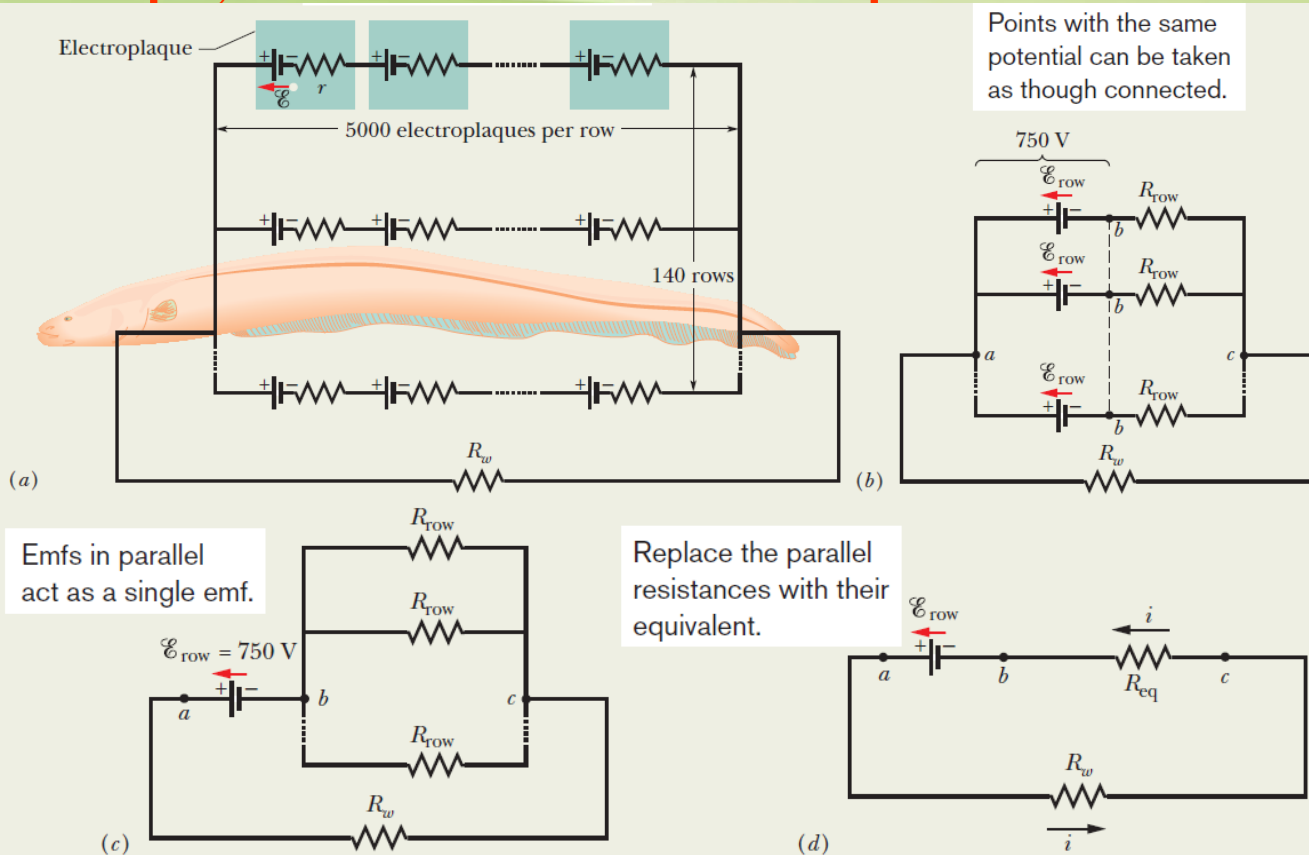 Electroplaque
+ − + − + −
ℰ r
5000 electroplaques per row
+ − + − + −
140 rows
+ − + − + −
R_w
(a)
Points with the same
potential can be taken
as though connected.
750 V
ℰ_row R_row
+ − b
ℰ_row R_row
+ − b
a c
ℰ_row R_row
+ − b
R_w
(b)
Emfs in parallel
act as a single emf.
R_row
R_row
ℰ_row = 750 V
+ −
a b c
R_row
R_w
(c)
Replace the parallel
resistances with their
equivalent.
ℰ_row i
+ −
a b R_eq c
R_w
i
(d)